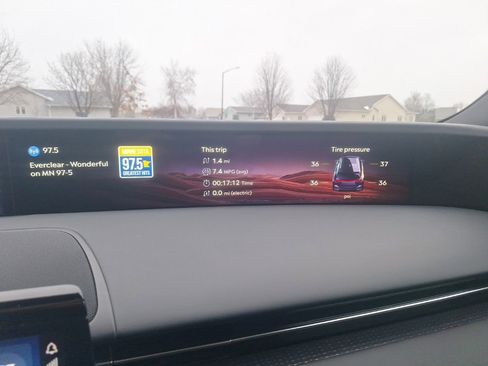 97.5
Everclear - Wonderful
on MN 97-5
97.5
GREATEST HITS
This trip
1.4 mi
7.4 MPG (avg)
00:17:12 Time
0.0 mi (electric)
Tire pressure
36 37
36 36
psi